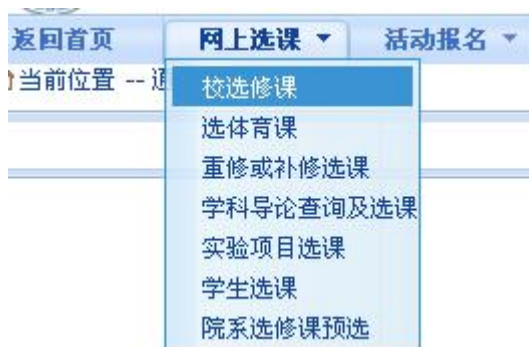 返回首页 网上选课 活动报名
当前位置 -- 通
校选修课
选体育课
重修或补修选课
学科导论查询及选课
实验项目选课
学生选课
院系选修课预选